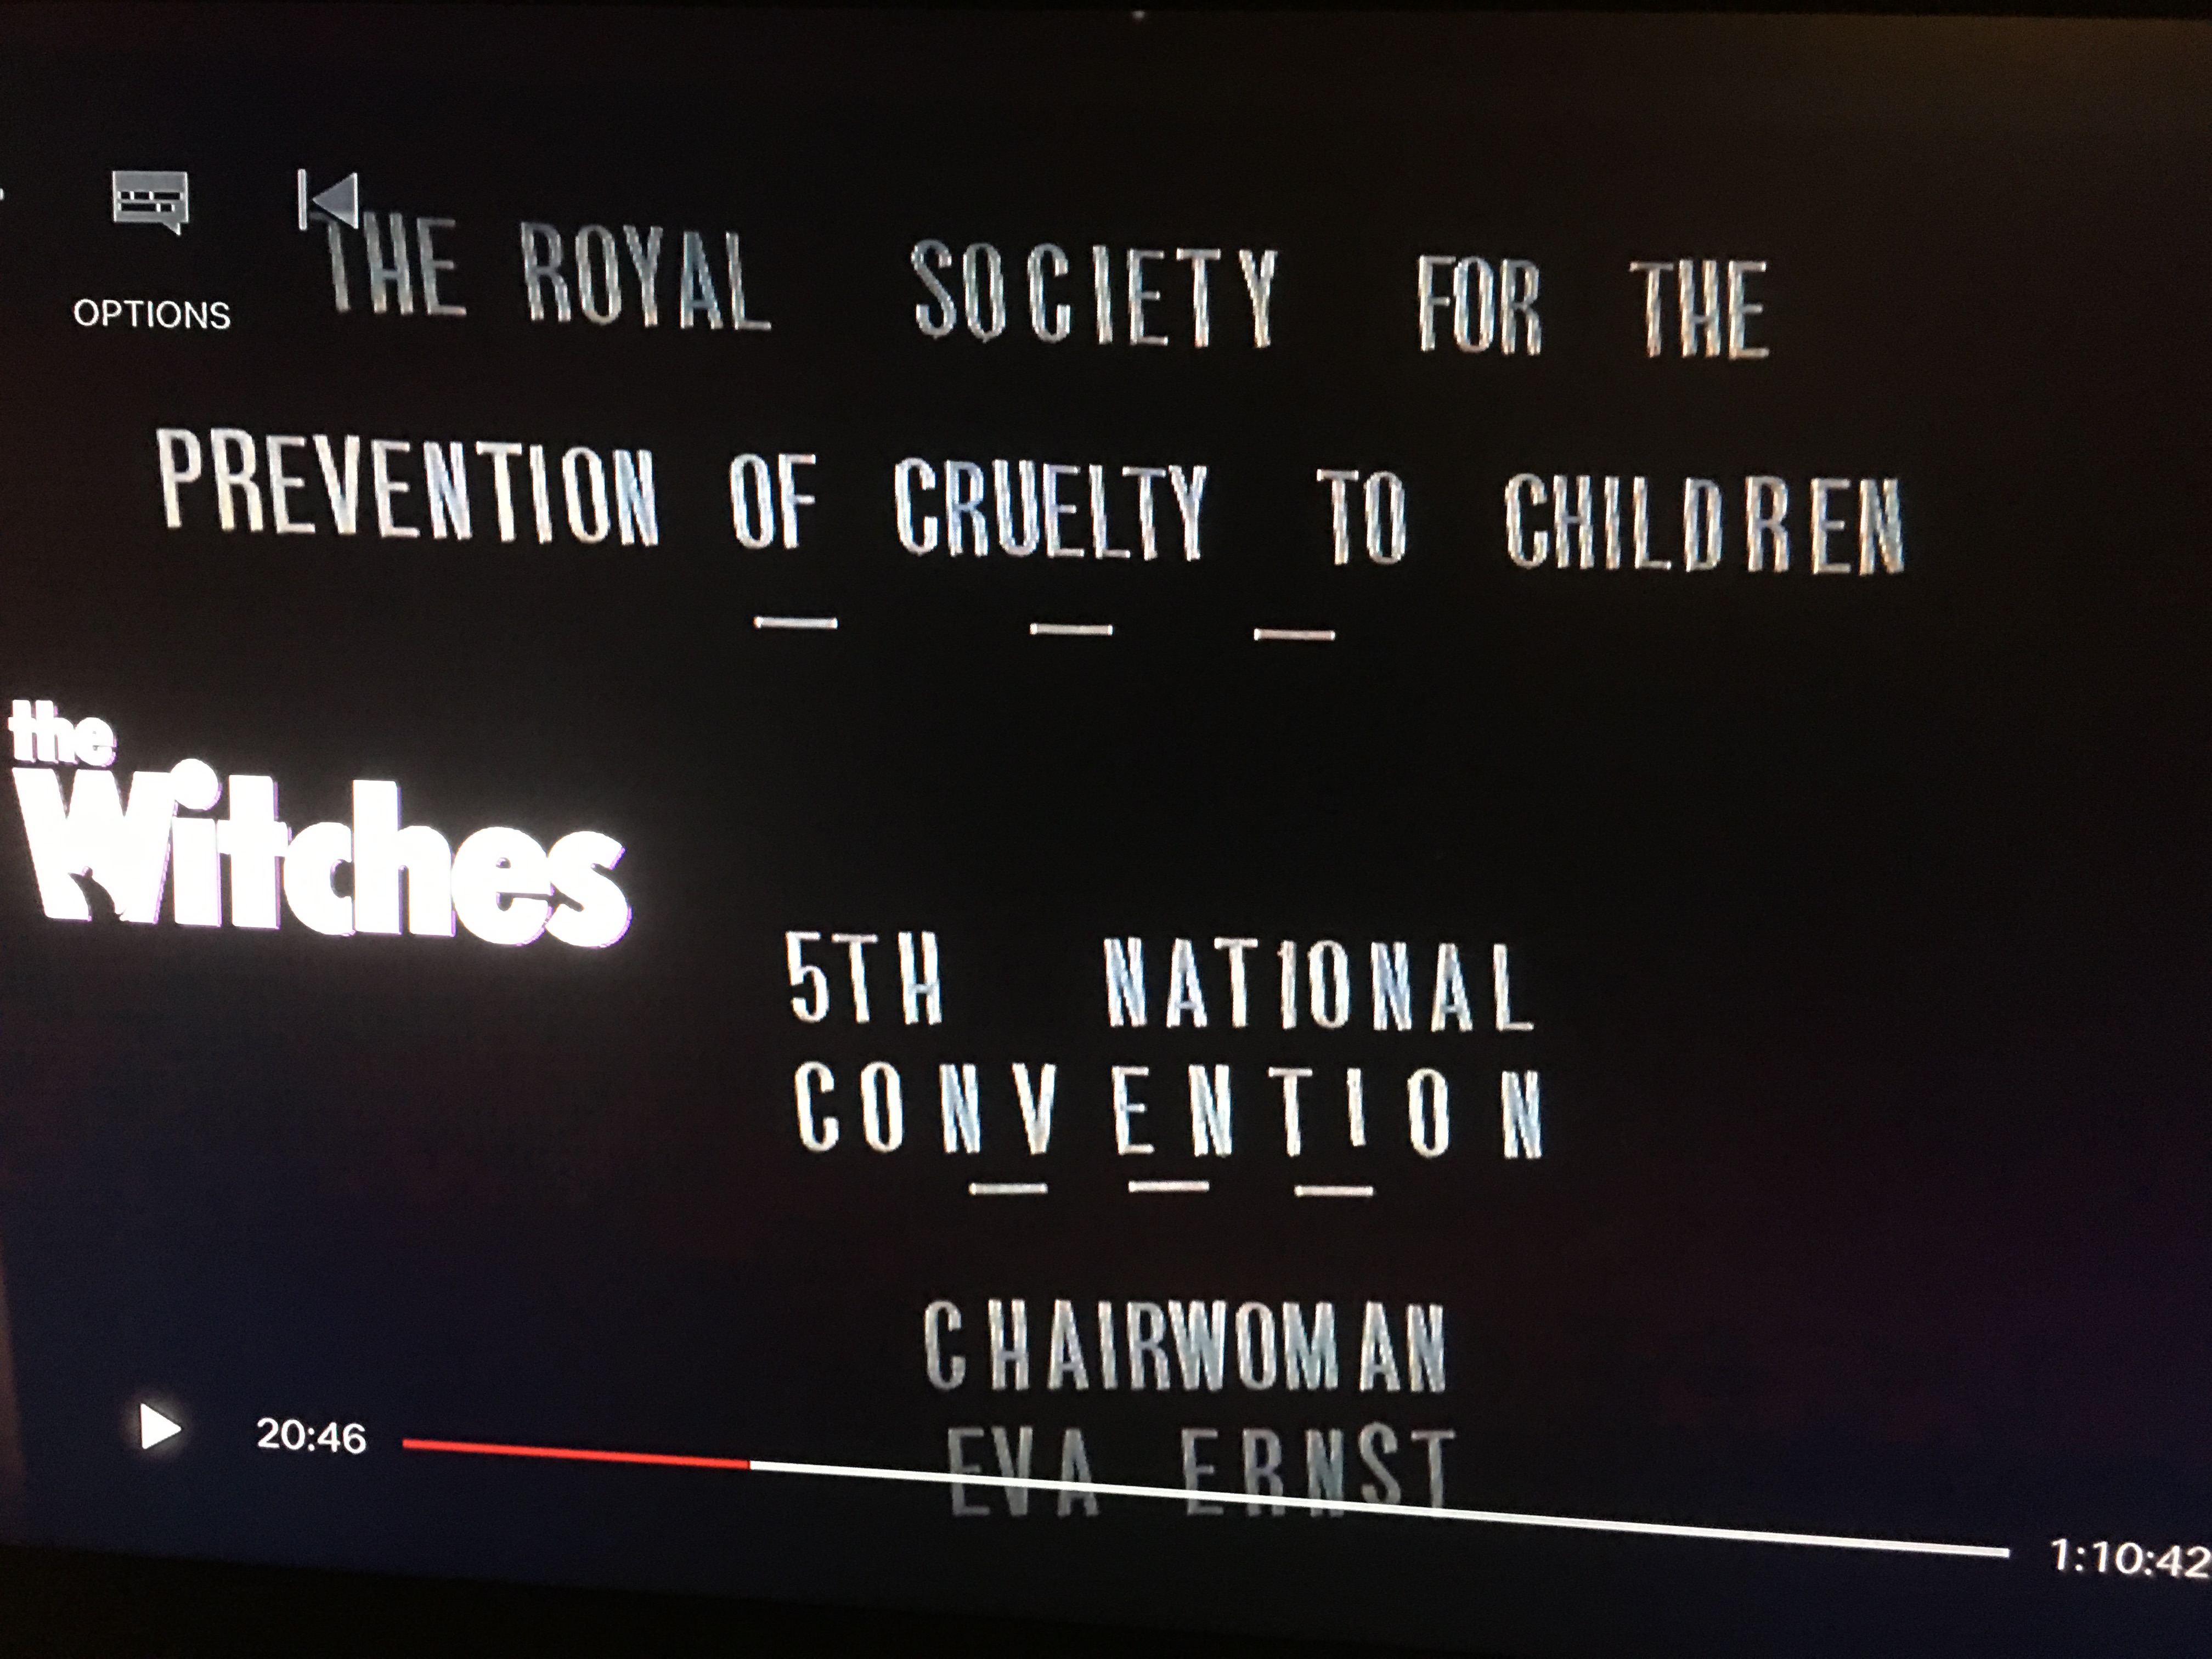 OPTIONS
THE ROYAL SOCIETY FOR THE
PREVENTION OF CRUELTY TO CHILDREN
the
Witches
5TH NATIONAL
CONVENTION
CHAIRWOMAN
EVA ERNST
20:46
1:10:42